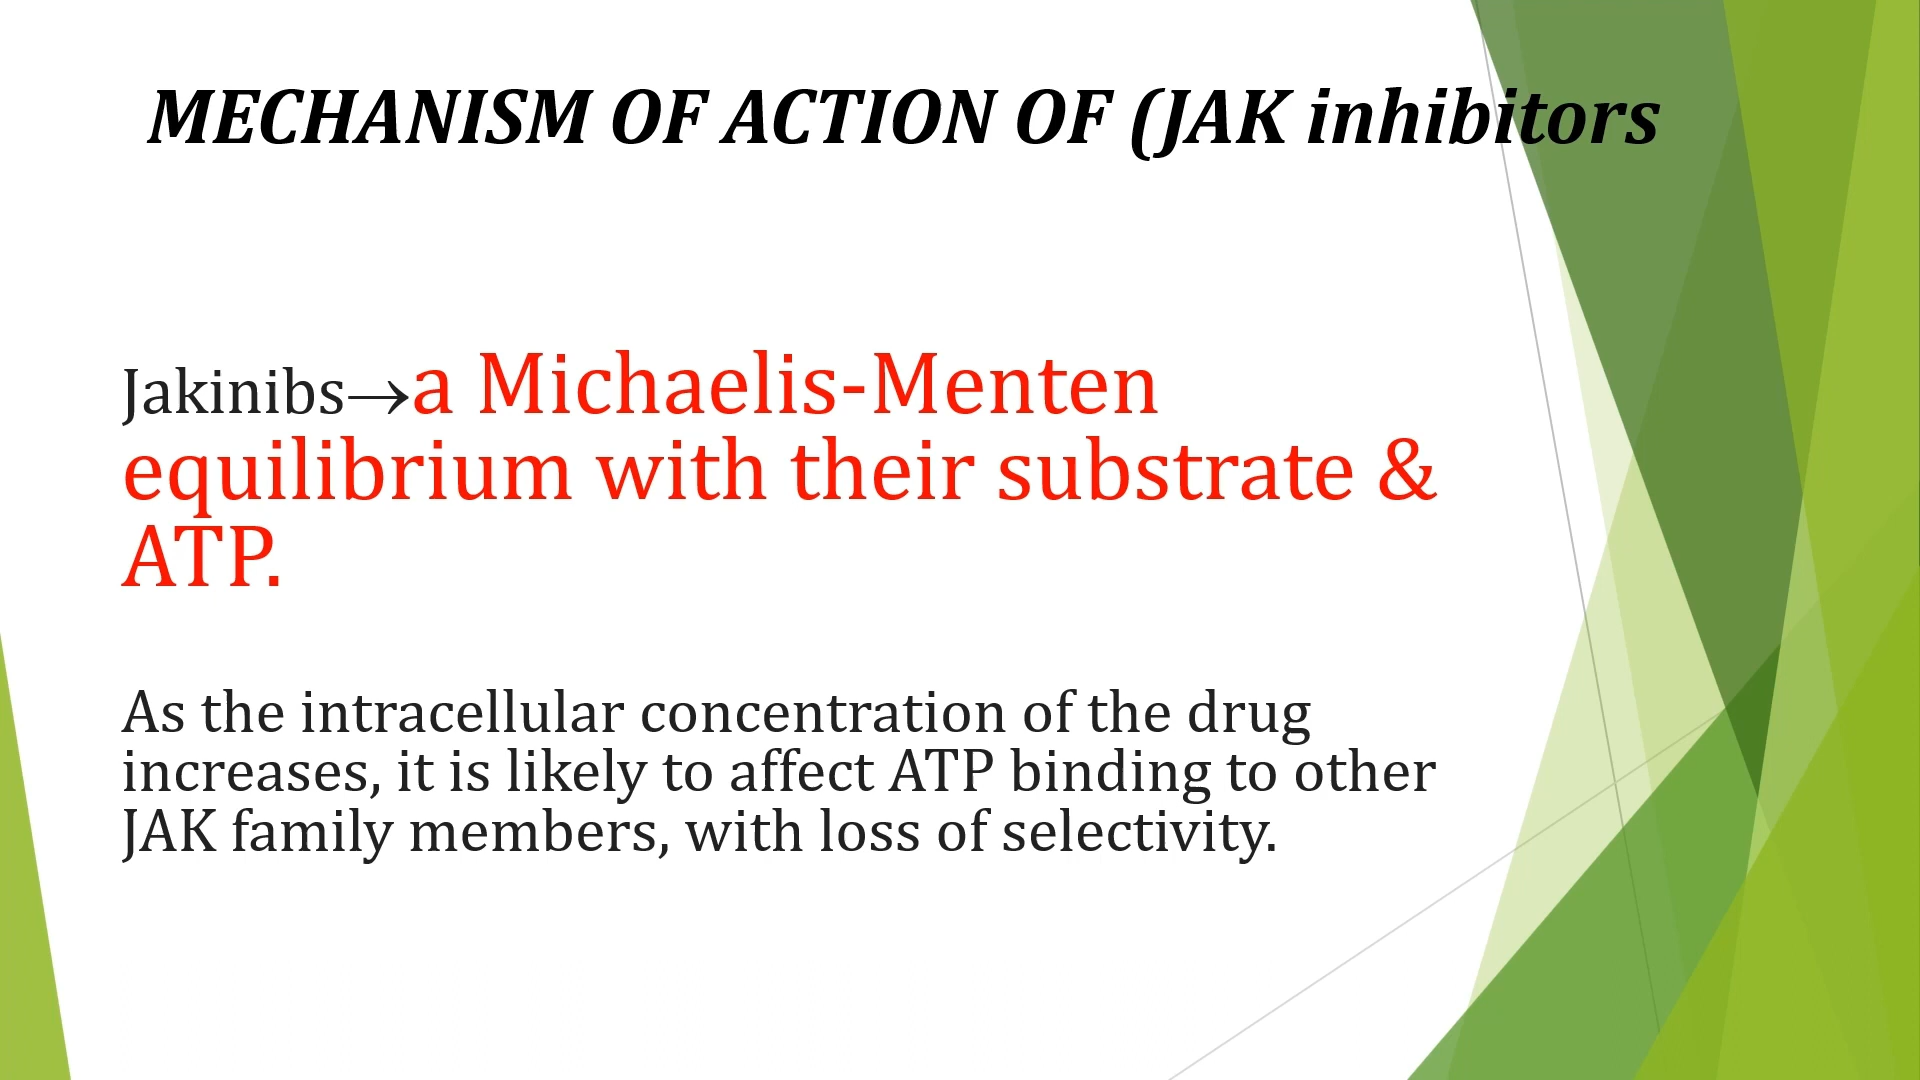 MECHANISM OF ACTION OF (JAK inhibitors
Jakinibs→a Michaelis-Menten
equilibrium with their substrate &
ATP.
As the intracellular concentration of the drug
increases, it is likely to affect ATP binding to other
JAK family members, with loss of selectivity.